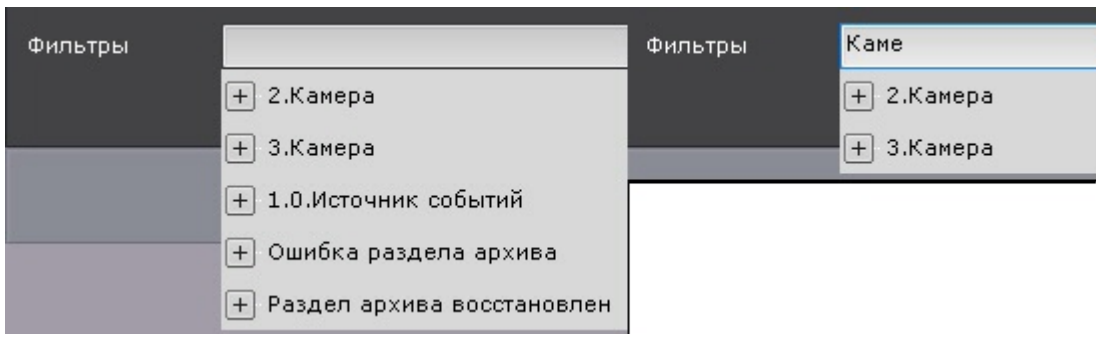 Фильтры
2.Камера
3.Камера
1.0.Источник событий
Ошибка раздела архива
Раздел архива восстановлен
Фильтры
Каме
2.Камера
3.Камера